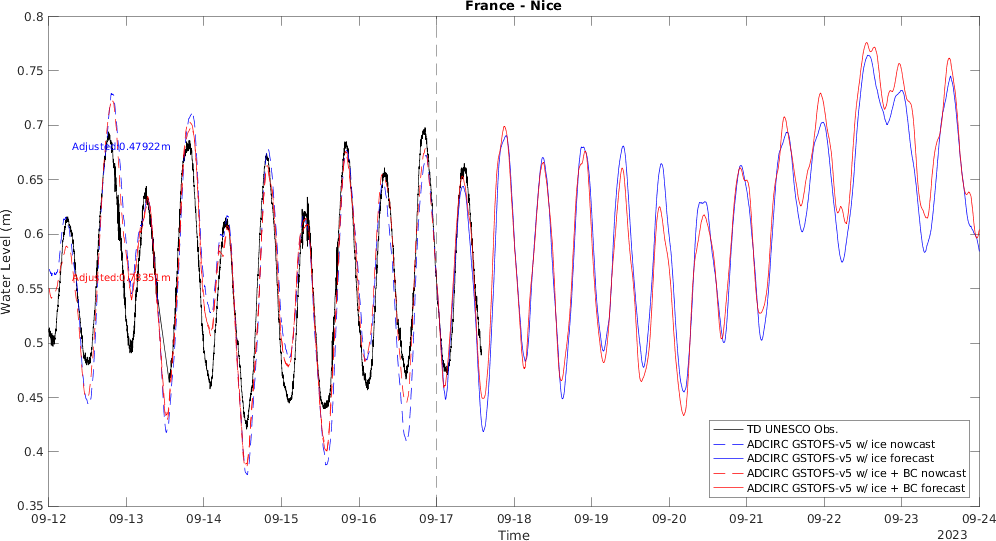 France - Nice
0.8
0.75
0.7
0.65
0.6
0.55
0.5
0.45
0.4
0.35
Water Level (m)
Adjusted:0.47922m
Adjusted:0.78351m
TD UNESCO Obs.
ADCIRC GSTOFS-v5 w/ ice nowcast
ADCIRC GSTOFS-v5 w/ ice forecast
ADCIRC GSTOFS-v5 w/ ice + BC nowcast
ADCIRC GSTOFS-v5 w/ ice + BC forecast
09-12 09-13 09-14 09-15 09-16 09-17 09-18 09-19 09-20 09-21 09-22 09-23 09-24
Time
2023